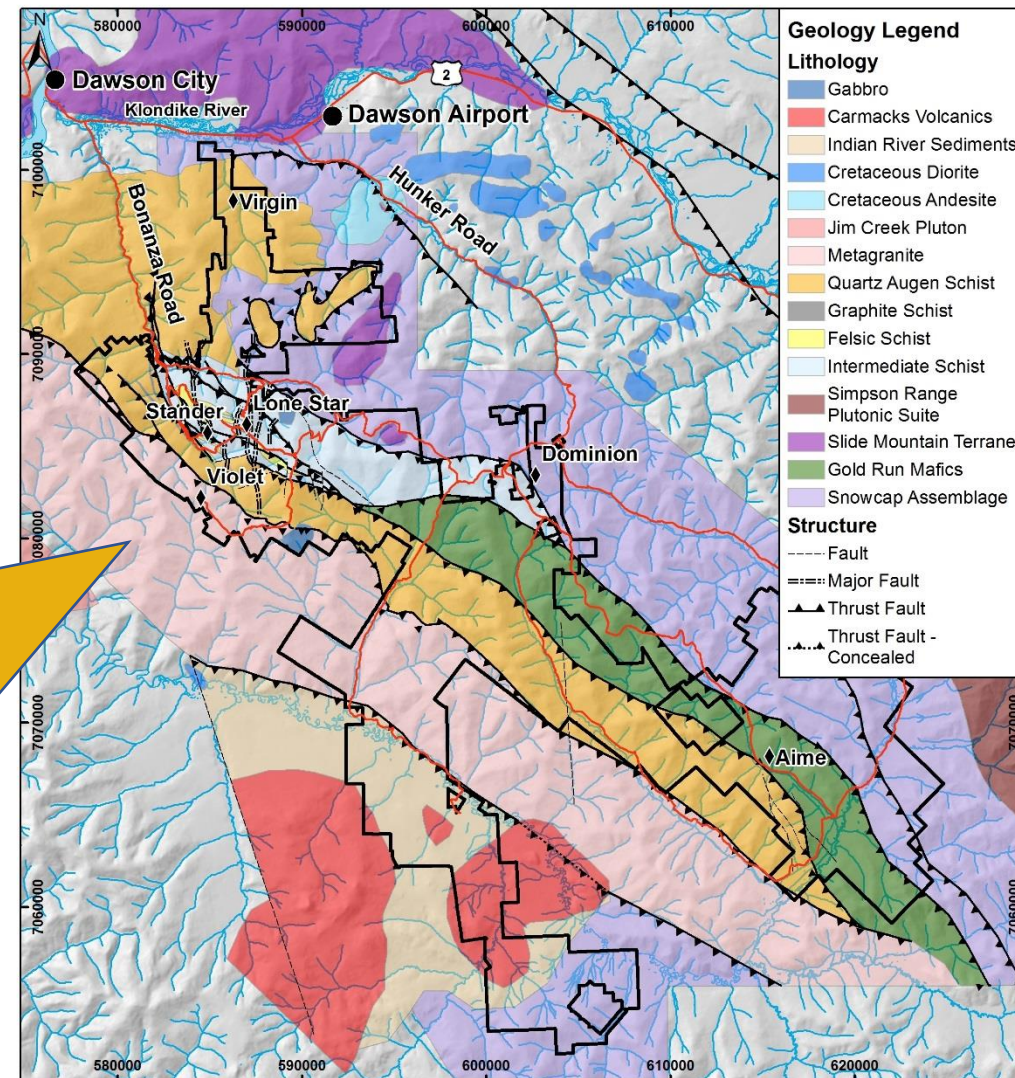 580000 590000 600000 610000
N
Dawson City
Klondike River
2
Dawson Airport
7100000
Virgin
Bonanza Road
Hunker Road
7090000
Stander
Lone Star
Violet
Dominion
7080000
7070000
7070000
Aime
7060000
7060000
580000 590000 600000 610000 620000
Geology Legend
Lithology
Gabbro
Carmacks Volcanics
Indian River Sediments
Cretaceous Diorite
Cretaceous Andesite
Jim Creek Pluton
Metagranite
Quartz Augen Schist
Graphite Schist
Felsic Schist
Intermediate Schist
Simpson Range
Plutonic Suite
Slide Mountain Terrane
Gold Run Mafics
Snowcap Assemblage
Structure
Fault
Major Fault
Thrust Fault
Thrust Fault -
Concealed